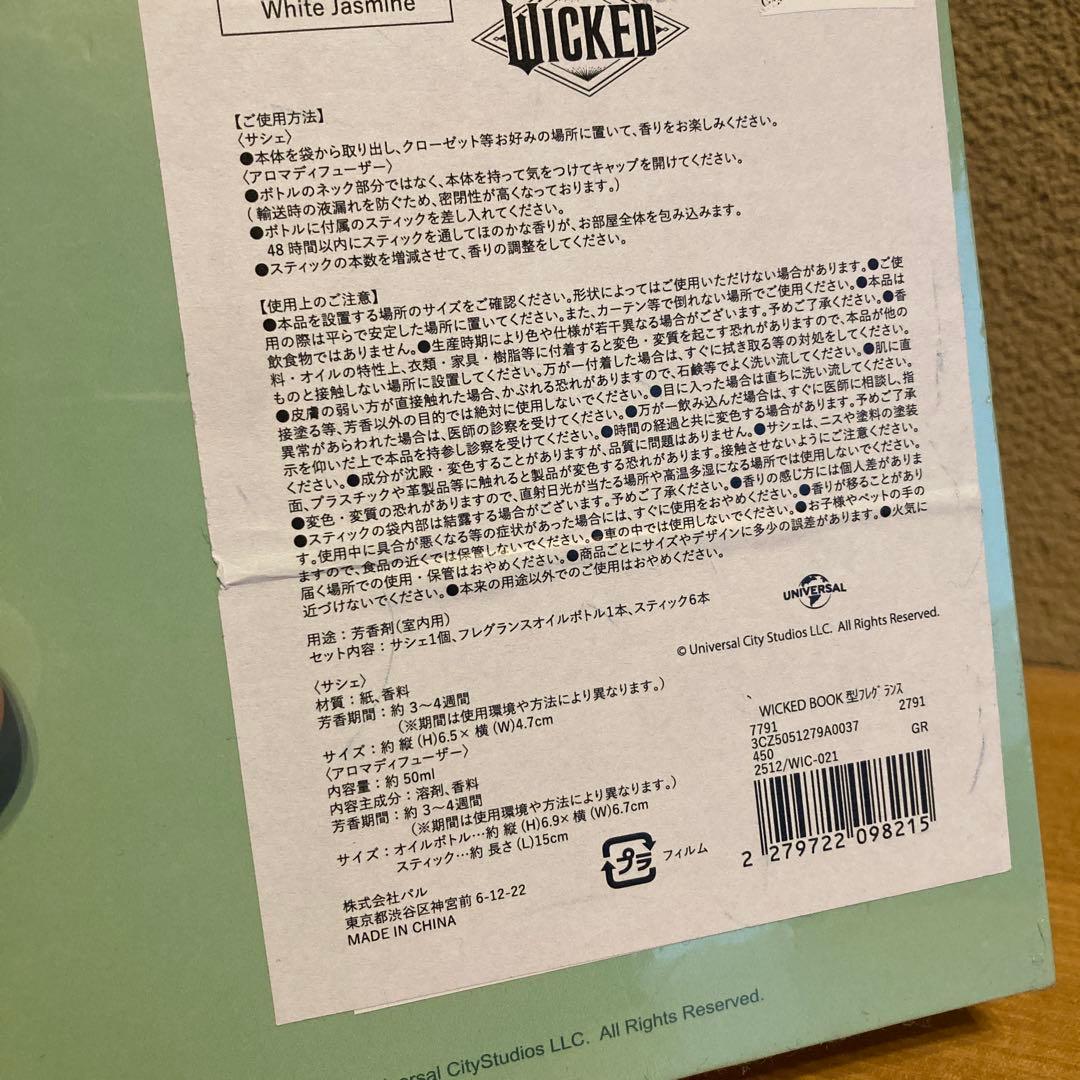 White Jasmine
WICKED
【ご使用方法】
〈サシェ〉
●本体を袋から取り出し、クローゼット等お好みの場所に置いて、香りをお楽しみください。
〈アロマディフューザー〉
●ボトルのネック部分ではなく、本体を持って気をつけてキャップを開けてください。
(輸送時の液漏れを防ぐため、密閉性が高くなっております。)
●ボトルに付属のスティックを差し入れてください。
48時間以内にスティックを通してほのかな香りが、お部屋全体を包み込みます。
●スティックの本数を増減させて、香りの調整をしてください。
【使用上のご注意】
●本品を設置する場所のサイズをご確認ください。形状によってはご使用いただけない場合があります。●ご使
用の際は平らで安定した場所に置いてください。また、カーテン等で倒れない場所でご使用ください。●本品は
飲食物ではありません。●生産時期により色や仕様が若干異なる場合がございます。予めご了承ください。●香
料・オイルの特性上、衣類・家具・樹脂等に付着すると変色・変質を起こす恐れがありますので、本品が他の
ものと接触しない場所に設置してください。万が一付着した場合は、すぐに拭き取る等の対処をしてください。
●皮膚の弱い方が直接触れた場合、かぶれる恐れがありますので、石鹸等でよく洗い流してください。●肌に直
接塗る等、芳香以外の目的では絶対に使用しないでください。●目に入った場合は直ちに洗い流してください。
異常があらわれた場合は、医師の診察を受けてください。●万が一飲み込んだ場合は、すぐに医師に相談し、指
示を仰いだ上で本品を持参し診察を受けてください。●時間の経過と共に変色する場合があります。予めご了承
ください。●成分が沈殿・変色することがありますが、品質に問題はありません。●サシェは、ニスや塗料の塗装
面、プラスチックや革製品等に触れると製品が変色する恐れがあります。接触させないようにご注意ください。
●変色・変質の恐れがありますので、直射日光が当たる場所や高温多湿になる場所では使用しないでください。
●スティックの袋内部は結露する場合がございます。予めご了承ください。●香りの感じ方には個人差がありま
す。使用中に具合が悪くなる等の症状があった場合には、すぐに使用をおやめください。●香りが移ることがあり
ますので、食品の近くでは保管しないでください。●車の中では使用しないでください。●お子様やペットの手の
届く場所での使用・保管はおやめください。●商品ごとにサイズやデザインに多少の誤差があります。●火気に
近づけないでください。●本来の用途以外でのご使用はおやめください。
用途：芳香剤(室内用)
セット内容：サシェ1個、フレグランスオイルボトル1本、スティック6本
UNIVERSAL
© Universal City Studios LLC. All Rights Reserved.
〈サシェ〉
材質：紙、香料
芳香期間：約3〜4週間
(※期間は使用環境や方法により異なります。)
サイズ：約 縦(H)6.5×横(W)4.7cm
〈アロマディフューザー〉
内容量：約50ml
内容主成分：溶剤、香料
芳香期間：約3〜4週間
(※期間は使用環境や方法により異なります。)
サイズ：オイルボトル…約 縦(H)6.9×横(W)6.7cm
スティック…約 長さ(L)15cm
プラ フィルム
株式会社パル
東京都渋谷区神宮前 6-12-22
MADE IN CHINA
WICKED BOOK 型フレグランス
7791 2791
3CZ5051279A0037
450 GR
2512/WIC-021
2 279722 098215
ersal CityStudios LLC. All Rights Reserved.